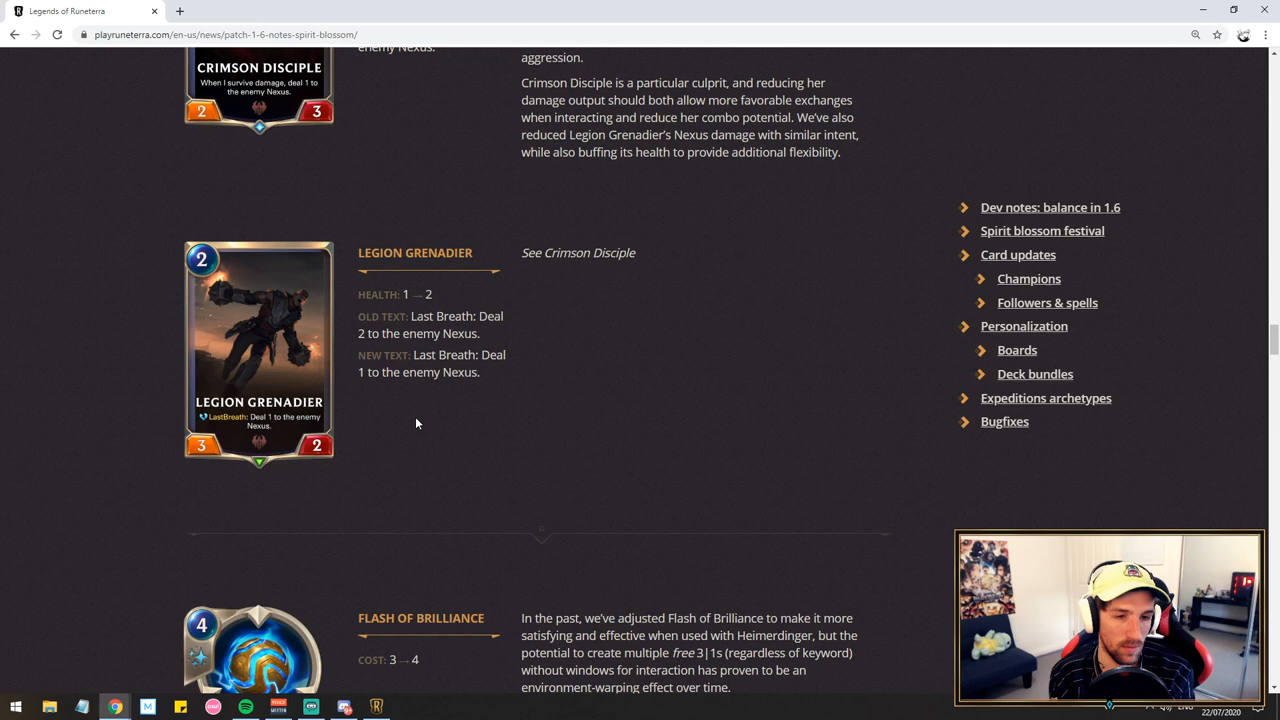 Legends of Runeterra
playruneterra.com/en-us/news/patch-1-6-notes-spirit-blossom/
enemy Nexus.
aggression.
CRIMSON DISCIPLE
When I survive damage, deal 1 to
the enemy Nexus.
2
3
Crimson Disciple is a particular culprit, and reducing her
damage output should both allow more favorable exchanges
when interacting and reduce her combo potential. We've also
reduced Legion Grenadier's Nexus damage with similar intent,
while also buffing its health to provide additional flexibility.
2
LEGION GRENADIER
LastBreath: Deal 1 to the enemy
Nexus.
3
2
LEGION GRENADIER
HEALTH: 1 → 2
OLD TEXT: Last Breath: Deal
2 to the enemy Nexus.
NEW TEXT: Last Breath: Deal
1 to the enemy Nexus.
See Crimson Disciple
Dev notes: balance in 1.6
Spirit blossom festival
Card updates
Champions
Followers & spells
Personalization
Boards
Deck bundles
Expeditions archetypes
Bugfixes
4
FLASH OF BRILLIANCE
COST: 3 → 4
In the past, we've adjusted Flash of Brilliance to make it more
satisfying and effective when used with Heimerdinger, but the
potential to create multiple free 3|1s (regardless of keyword)
without windows for interaction has proven to be an
environment-warping effect over time.
22/07/2020